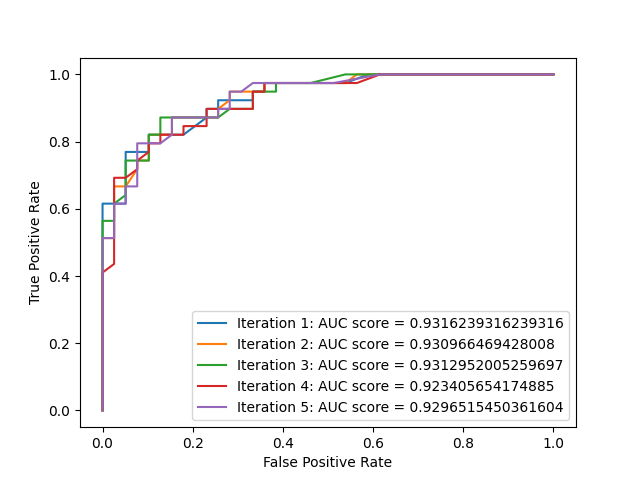 1.0
0.8
0.6
0.4
0.2
0.0
True Positive Rate
Iteration 1: AUC score = 0.9316239316239316
Iteration 2: AUC score = 0.930966469428008
Iteration 3: AUC score = 0.9312952005259697
Iteration 4: AUC score = 0.923405654174885
Iteration 5: AUC score = 0.9296515450361604
0.0 0.2 0.4 0.6 0.8 1.0
False Positive Rate